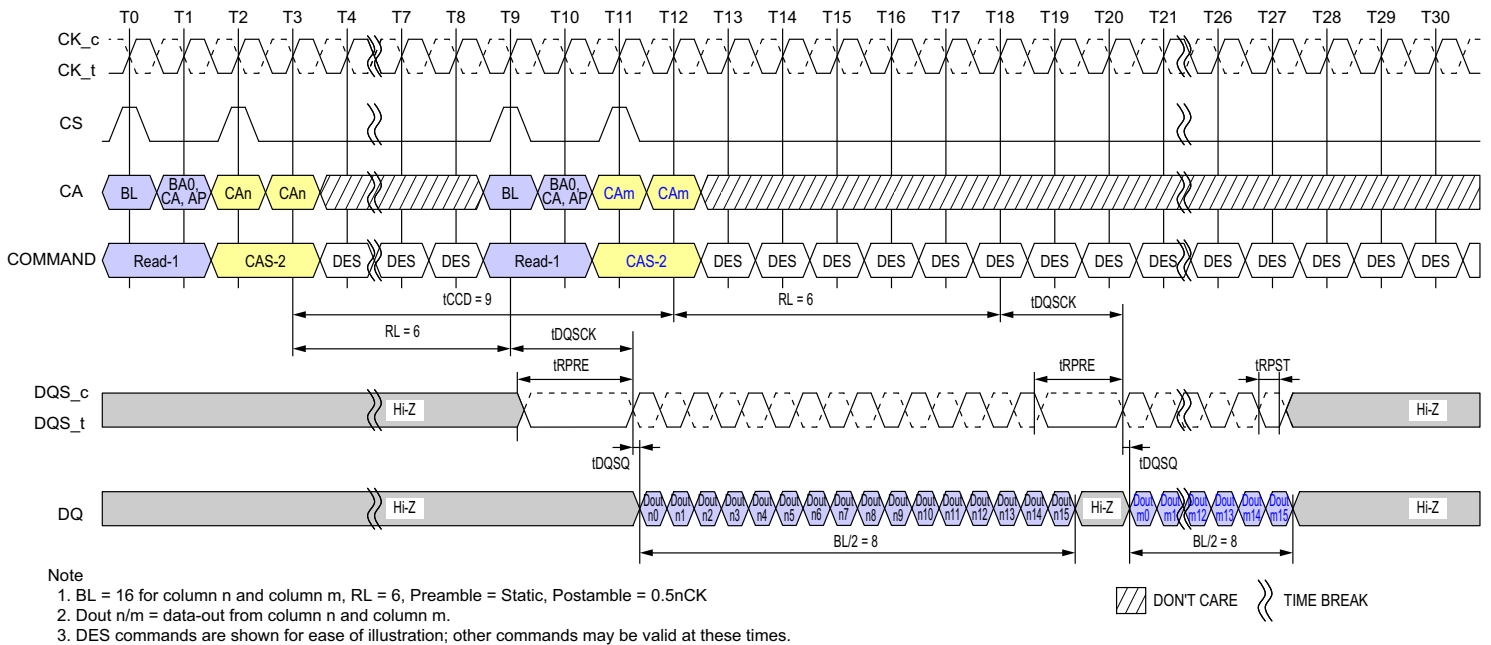 T0 T1 T2 T3 T4 T7 T8 T9 T10 T11 T12 T13 T14 T15 T16 T17 T18 T19 T20 T21 T26 T27 T28 T29 T30
CK_c
CK_t
CS
CA BL BA0, CA, AP CAn CAn BL BA0, CA, AP CAm CAm
COMMAND Read-1 CAS-2 DES DES DES Read-1 CAS-2 DES DES DES DES DES DES DES DES DES DES DES DES DES DES
tCCD = 9 RL = 6 tDQSCK
RL = 6 tDQSCK
tRPRE tRPRE tRPST
DQS_c
DQS_t
Hi-Z Hi-Z
tDQSQ tDQSQ
DQ Hi-Z Dout n0 Dout n1 Dout n2 Dout n3 Dout n4 Dout n5 Dout n6 Dout n7 Dout n8 Dout n9 Dout n10 Dout n11 Dout n12 Dout n13 Dout n14 Dout n15 Hi-Z Dout m0 Dout m1 Dout m12 Dout m13 Dout m14 Dout m15 Hi-Z
BL/2 = 8 BL/2 = 8
Note
1. BL = 16 for column n and column m, RL = 6, Preamble = Static, Postamble = 0.5nCK
2. Dout n/m = data-out from column n and column m.
3. DES commands are shown for ease of illustration; other commands may be valid at these times.
DON'T CARE TIME BREAK